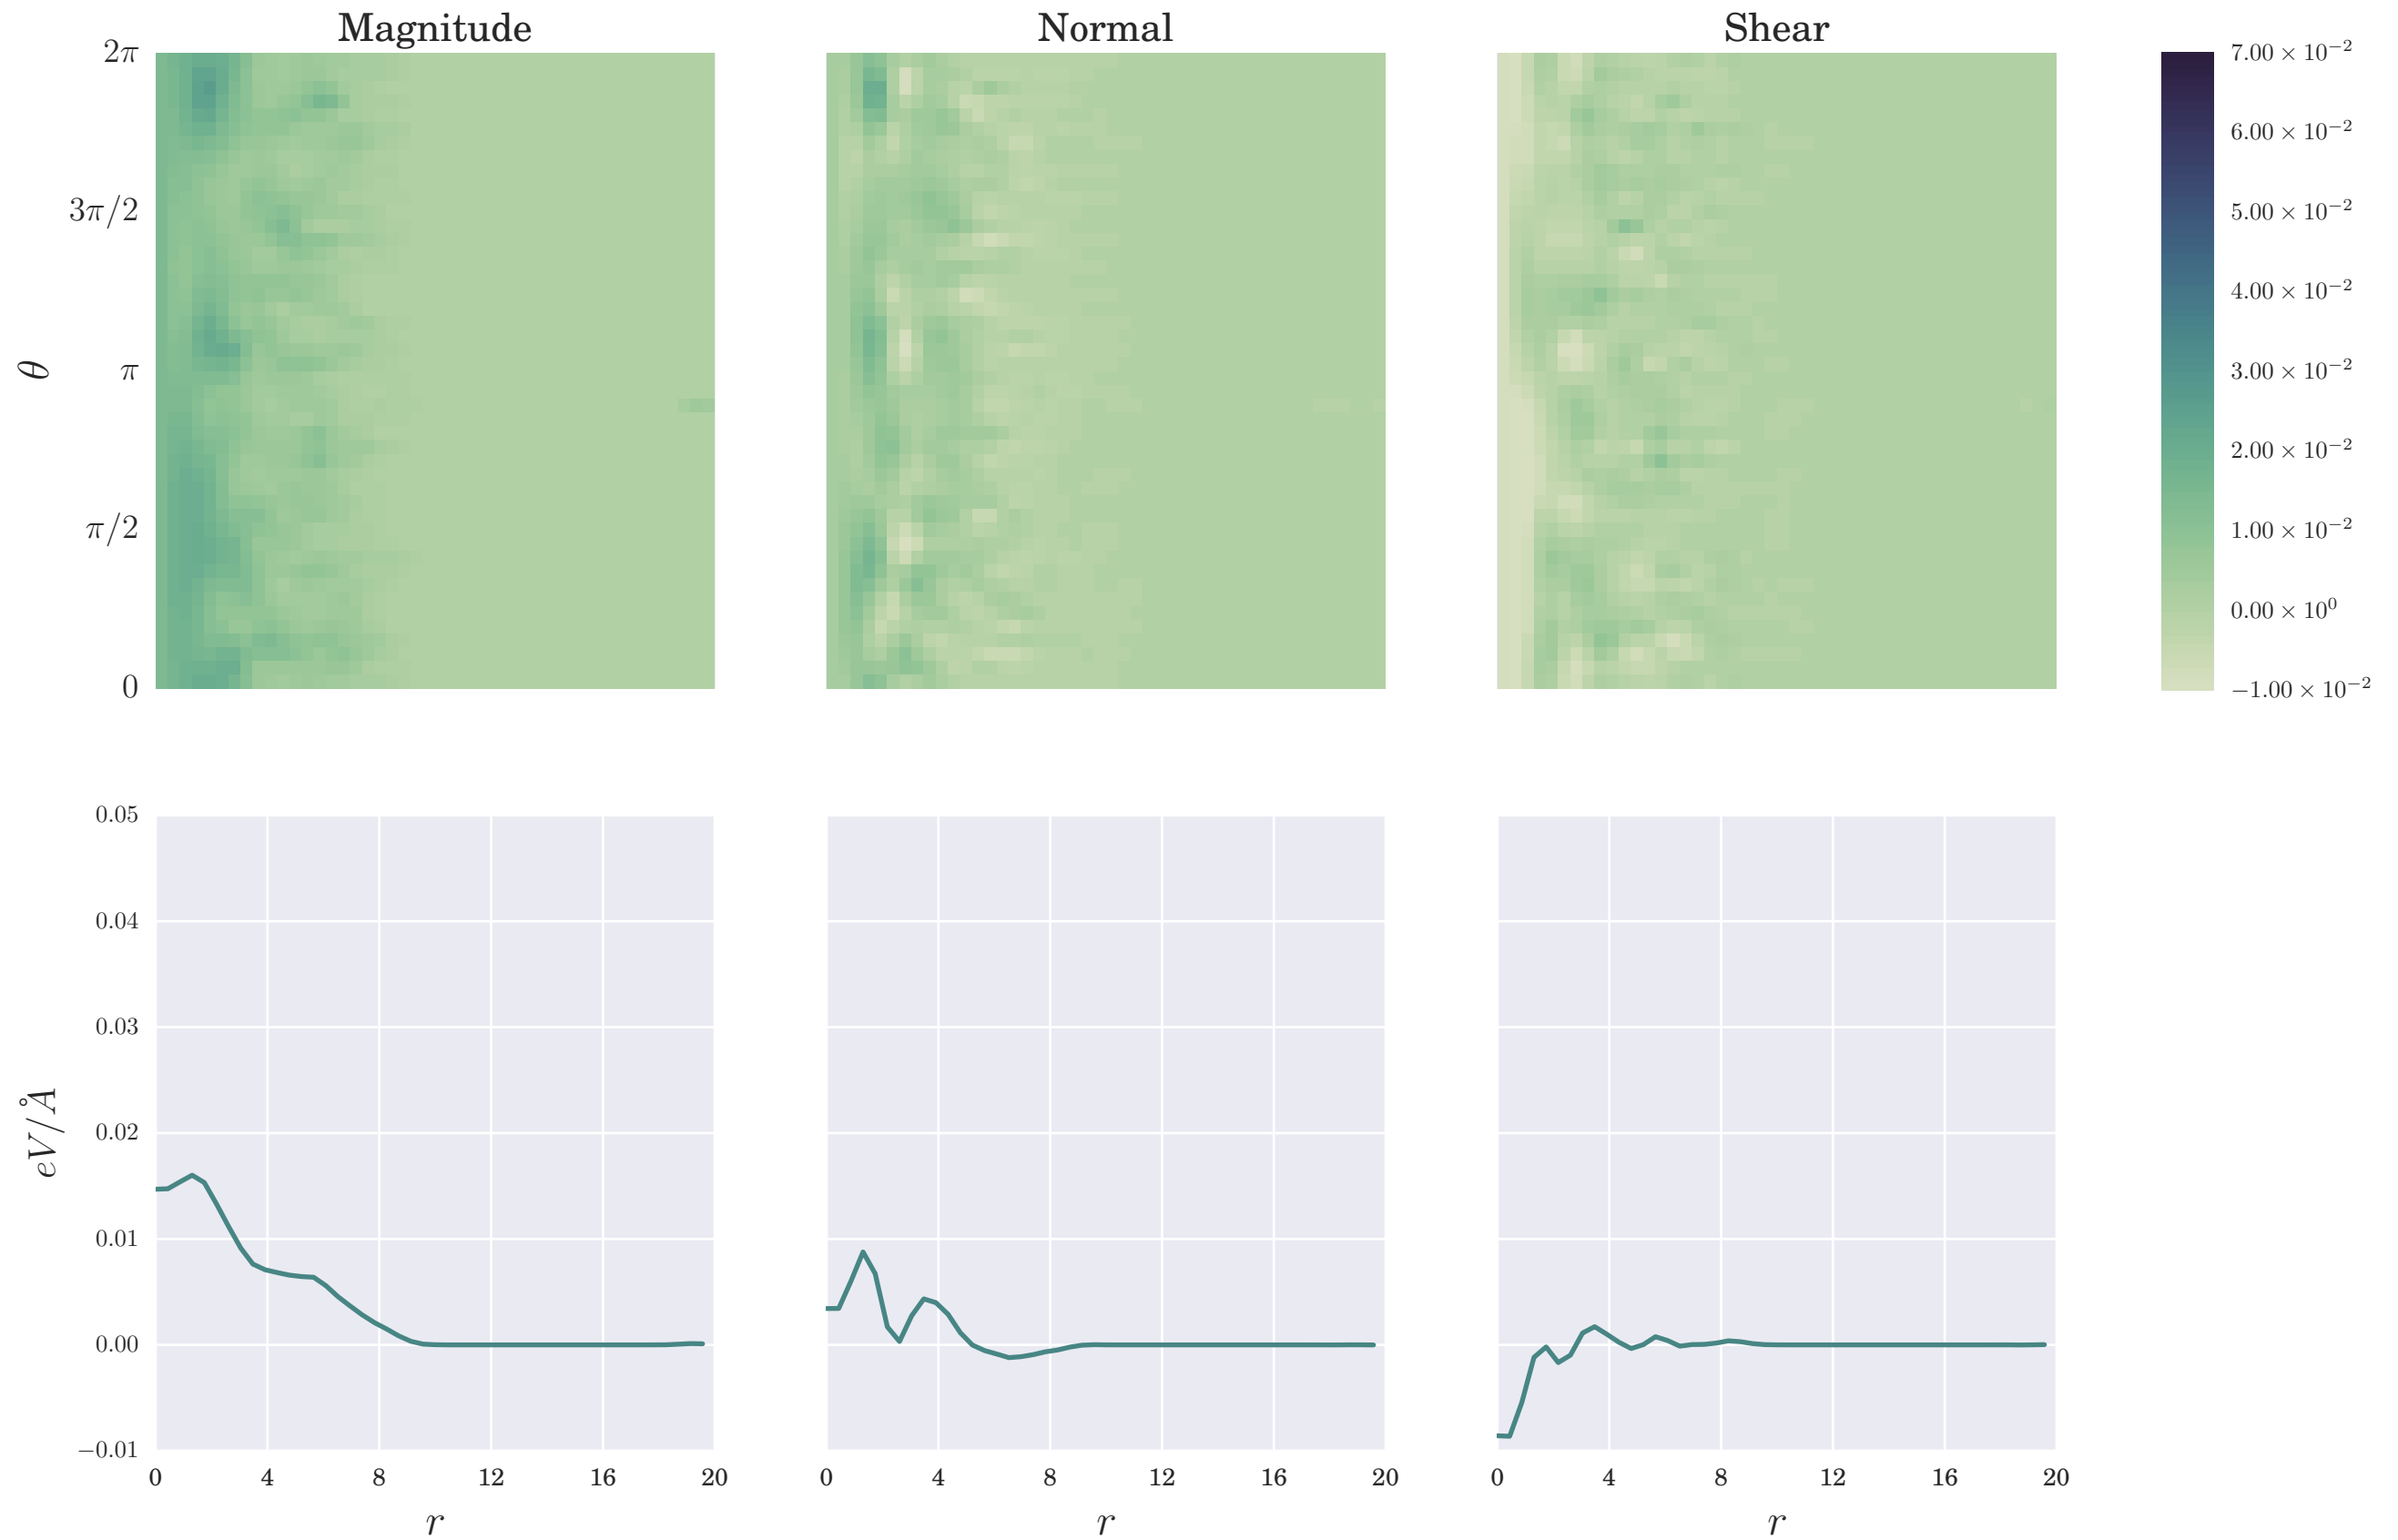 Magnitude
Normal
Shear
2π
3π/2
π
π/2
0
θ
7.00 × 10⁻²
6.00 × 10⁻²
5.00 × 10⁻²
4.00 × 10⁻²
3.00 × 10⁻²
2.00 × 10⁻²
1.00 × 10⁻²
0.00 × 10⁰
−1.00 × 10⁻²
0.05
0.04
0.03
0.02
0.01
0.00
−0.01
eV/Å
0 4 8 12 16 20
0 4 8 12 16 20
0 4 8 12 16 20
r
r
r